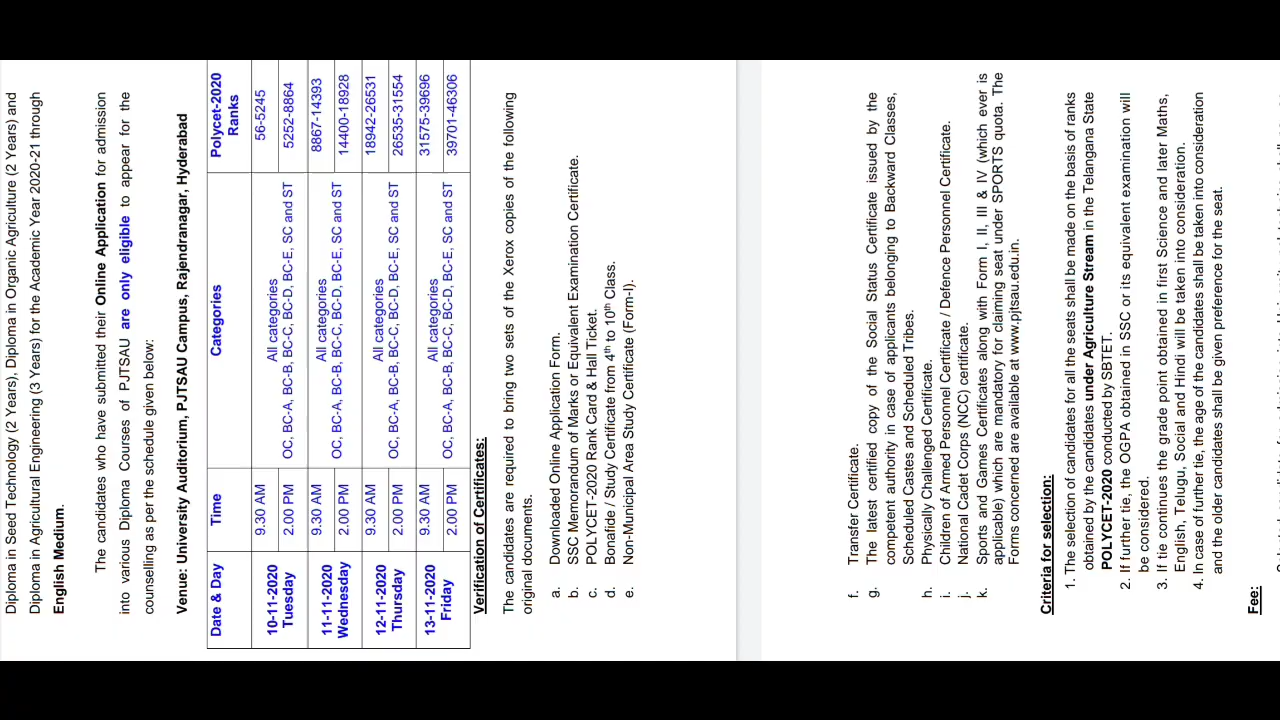 Diploma in Seed Technology (2 Years), Diploma in Organic Agriculture (2 Years) and
Diploma in Agricultural Engineering (3 Years) for the Academic Year 2020-21 through
English Medium.
The candidates who have submitted their Online Application for admission
into various Diploma Courses of PJTSAU are only eligible to appear for the
counselling as per the schedule given below:
Venue: University Auditorium, PJTSAU Campus, Rajendranagar, Hyderabad
Date & Day Time Categories Polycet-2020 Ranks
10-11-2020 Tuesday 9.30 AM All categories 56-5245
2.00 PM OC, BC-A, BC-B, BC-C, BC-D, BC-E, SC and ST 5252-8864
11-11-2020 Wednesday 9.30 AM All categories 8867-14393
2.00 PM OC, BC-A, BC-B, BC-C, BC-D, BC-E, SC and ST 14400-18928
12-11-2020 Thursday 9.30 AM All categories 18942-26531
2.00 PM OC, BC-A, BC-B, BC-C, BC-D, BC-E, SC and ST 26535-31554
13-11-2020 Friday 9.30 AM All categories 31575-39696
2.00 PM OC, BC-A, BC-B, BC-C, BC-D, BC-E, SC and ST 39701-46306
Verification of Certificates:
The candidates are required to bring two sets of the Xerox copies of the following
original documents.
a. Downloaded Online Application Form.
b. SSC Memorandum of Marks or Equivalent Examination Certificate.
c. POLYCET-2020 Rank Card & Hall Ticket.
d. Bonafide / Study Certificate from 4th to 10th Class.
e. Non-Municipal Area Study Certificate (Form-I).
f. Transfer Certificate.
g. The latest certified copy of the Social Status Certificate issued by the
competent authority in case of applicants belonging to Backward Classes,
Scheduled Castes and Scheduled Tribes.
h. Physically Challenged Certificate.
i. Children of Armed Personnel Certificate / Defence Personnel Certificate.
j. National Cadet Corps (NCC) certificate.
k. Sports and Games Certificates along with Form I, II, III & IV (which ever is
applicable) which are mandatory for claiming seat under SPORTS quota. The
Forms concerned are available at www.pjtsau.edu.in.
Criteria for selection:
1. The selection of candidates for all the seats shall be made on the basis of ranks
obtained by the candidates under Agriculture Stream in the Telangana State
POLYCET-2020 conducted by SBTET.
2. If further tie, the OGPA obtained in SSC or its equivalent examination will
be considered.
3. If tie continues the grade point obtained in first Science and later Maths,
English, Telugu, Social and Hindi will be taken into consideration.
4. In case of further tie, the age of the candidates shall be taken into consideration
and the older candidates shall be given preference for the seat.
Fee: